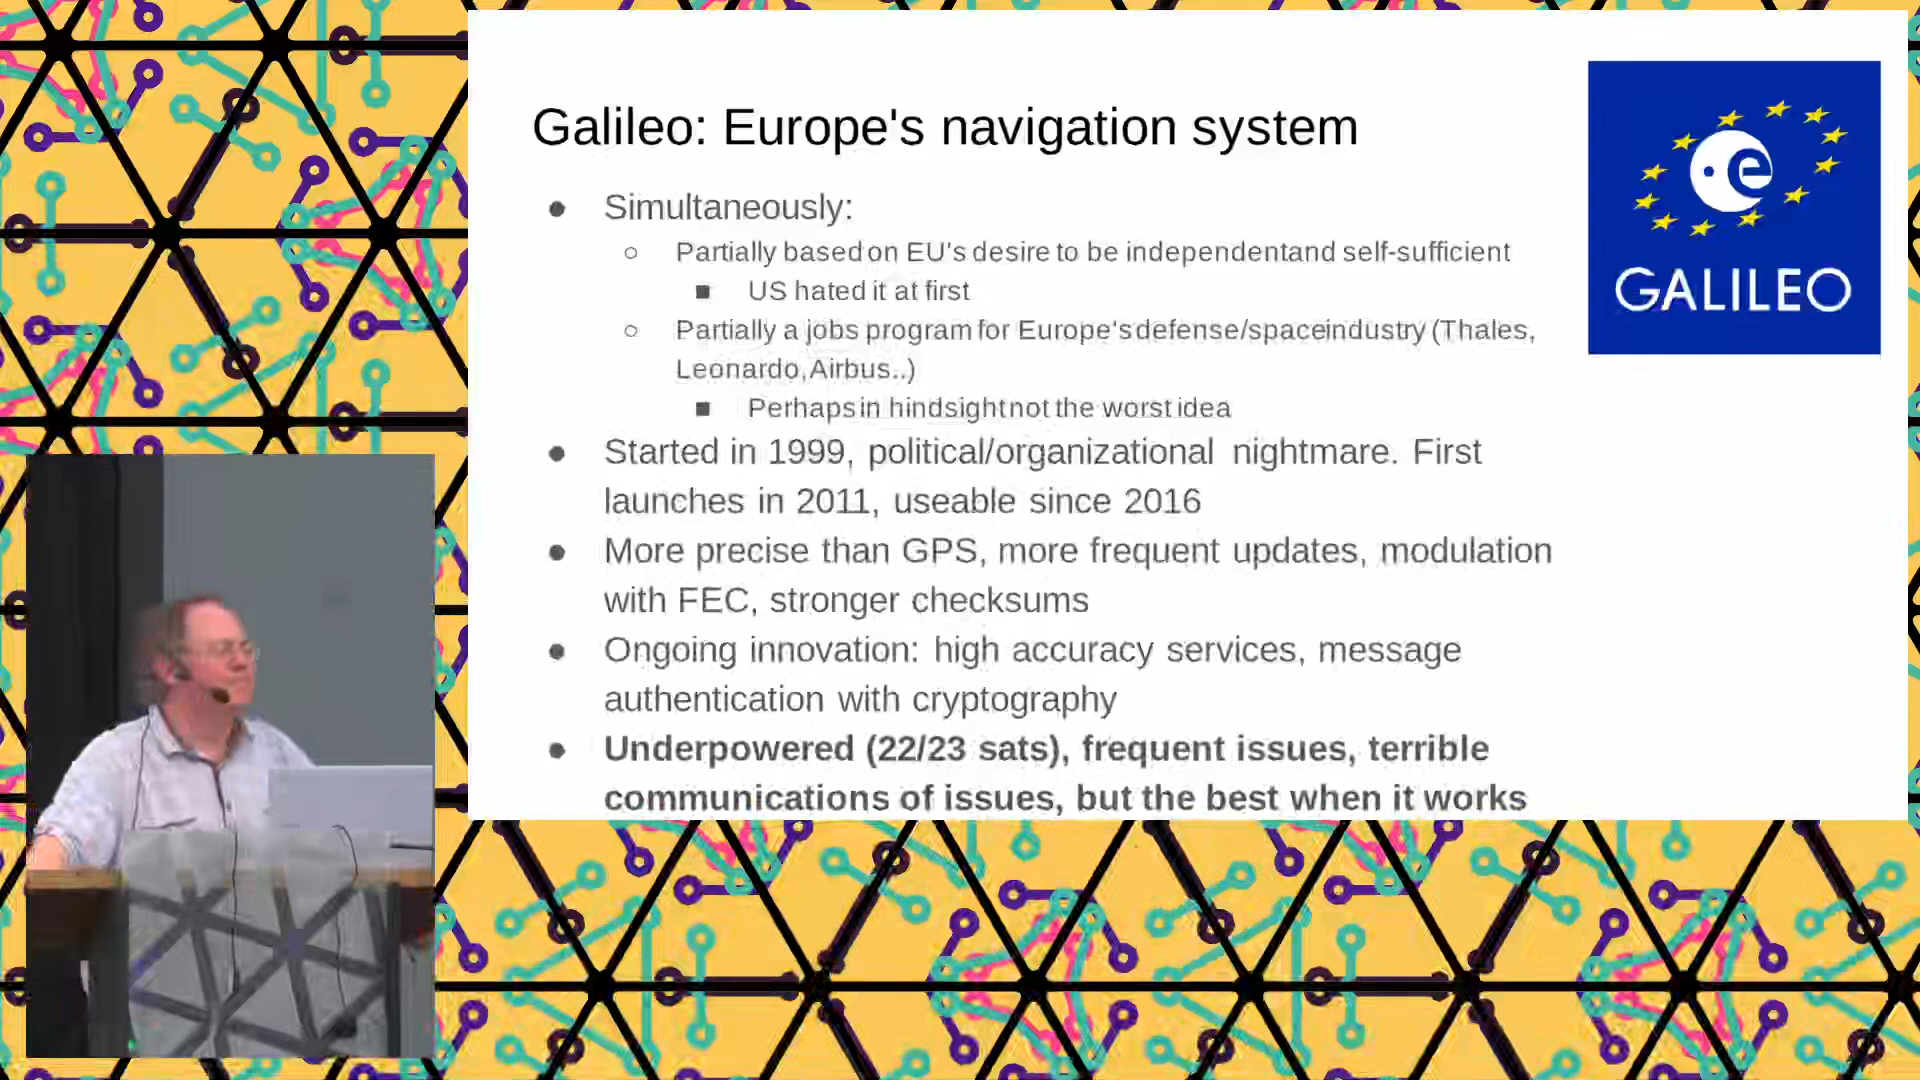 Galileo: Europe's navigation system
Simultaneously:
Partially based on EU's desire to be independent and self-sufficient
US hated it at first
Partially a jobs program for Europe's defense/space industry (Thales,
Leonardo, Airbus..)
Perhaps in hindsight not the worst idea
Started in 1999, political/organizational nightmare. First
launches in 2011, useable since 2016
More precise than GPS, more frequent updates, modulation
with FEC, stronger checksums
Ongoing innovation: high accuracy services, message
authentication with cryptography
Underpowered (22/23 sats), frequent issues, terrible
communications of issues, but the best when it works
e
GALILEO